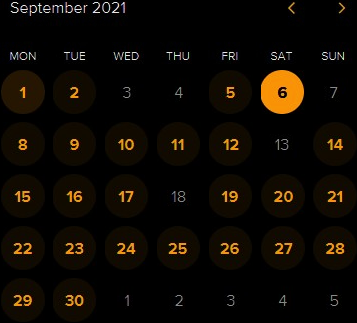 September 2021
MON TUE WED THU FRI SAT SUN
1 2 3 4 5 6 7
8 9 10 11 12 13 14
15 16 17 18 19 20 21
22 23 24 25 26 27 28
29 30 1 2 3 4 5